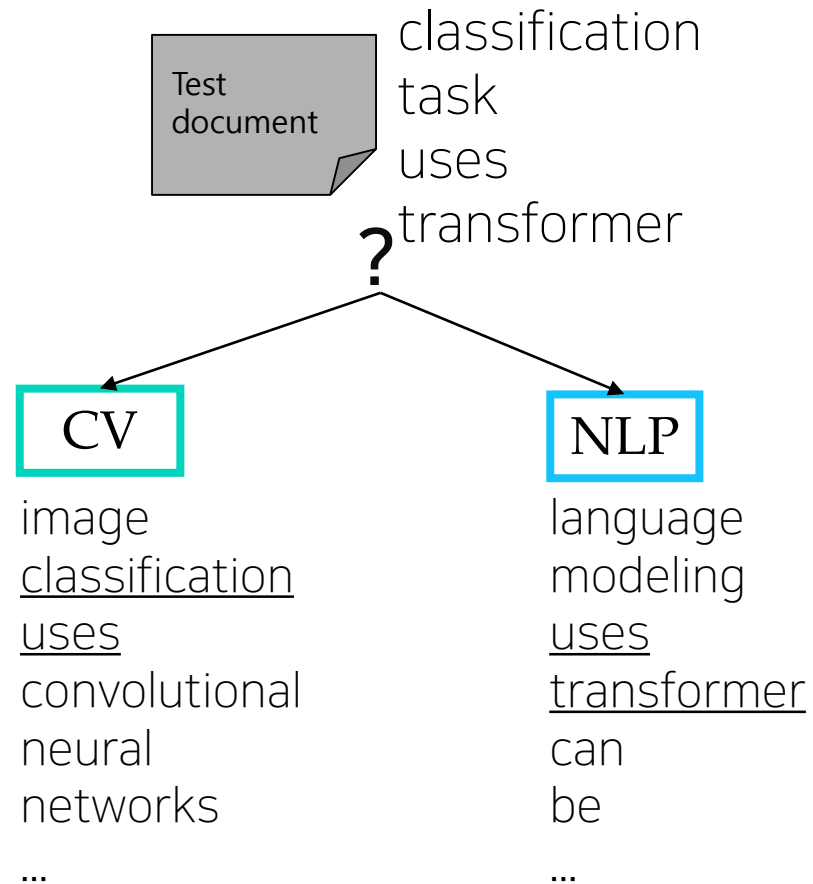 Test
document
classification
task
uses
transformer
?
CV
image
classification
uses
convolutional
neural
networks
...
NLP
language
modeling
uses
transformer
can
be
...